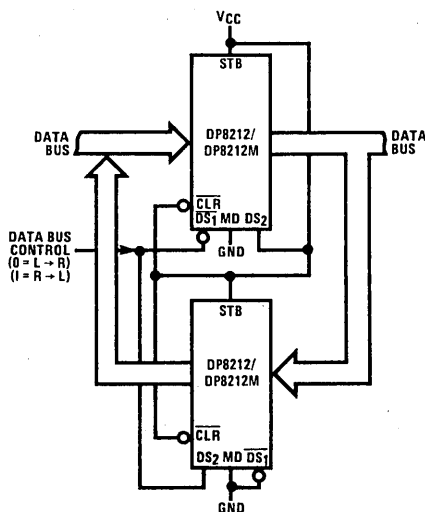 VCC
STB
DATA
BUS
DP8212/
DP8212M
DATA
BUS
CLR
DS1 MD DS2
GND
DATA BUS
CONTROL
(0 = L → R)
(I = R → L)
STB
DP8212/
DP8212M
CLR
DS2 MD DS1
GND